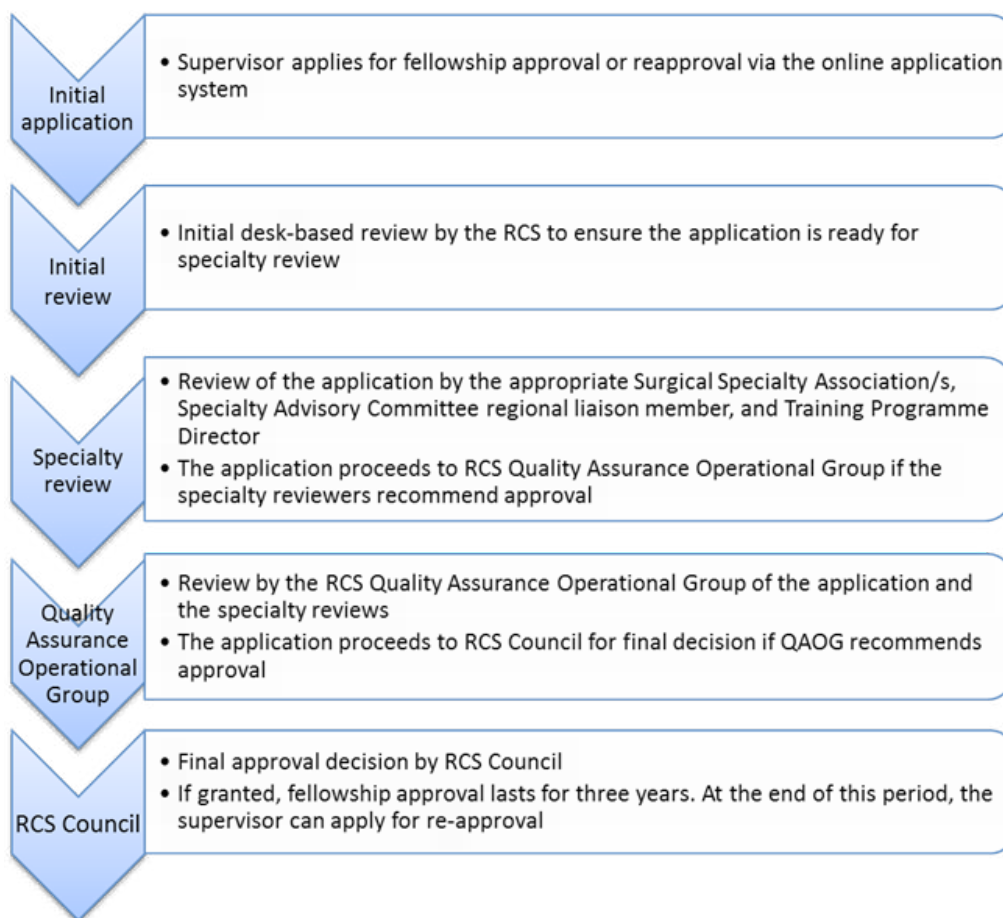 Initial
application
• Supervisor applies for fellowship approval or reapproval via the online application
system
Initial
review
• Initial desk-based review by the RCS to ensure the application is ready for
specialty review
Specialty
review
• Review of the application by the appropriate Surgical Specialty Association/s,
Specialty Advisory Committee regional liaison member, and Training Programme
Director
• The application proceeds to RCS Quality Assurance Operational Group if the
specialty reviewers recommend approval
Quality
Assurance
Operational
Group
• Review by the RCS Quality Assurance Operational Group of the application and
the specialty reviews
• The application proceeds to RCS Council for final decision if QAOG recommends
approval
RCS Council
• Final approval decision by RCS Council
• If granted, fellowship approval lasts for three years. At the end of this period, the
supervisor can apply for re-approval